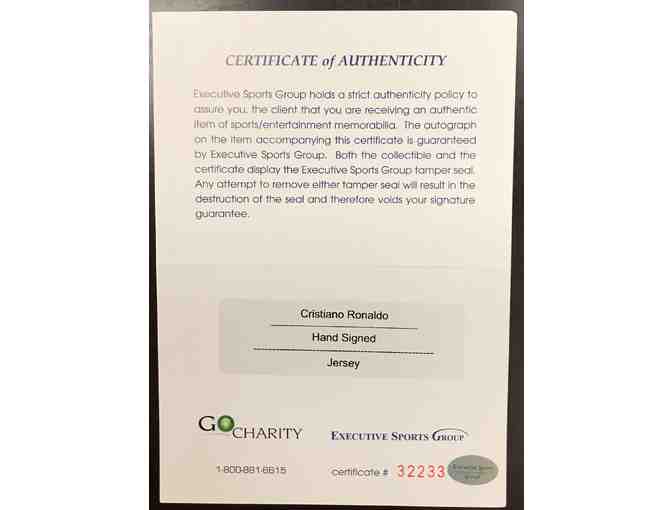 CERTIFICATE of AUTHENTICITY
Executive Sports Group holds a strict authenticity policy to
assure you, the client that you are receiving an authentic
item of sports/entertainment memorabilia. The autograph
on the item accompanying this certificate is guaranteed
by Executive Sports Group. Both the collectible and the
certificate display the Executive Sports Group tamper seal.
Any attempt to remove either tamper seal will result in the
destruction of the seal and therefore voids your signature
guarantee.
Cristiano Ronaldo
Hand Signed
Jersey
GO CHARITY
EXECUTIVE SPORTS GROUP
1-800-881-6615
certificate # 32233
Executive Sports
Group